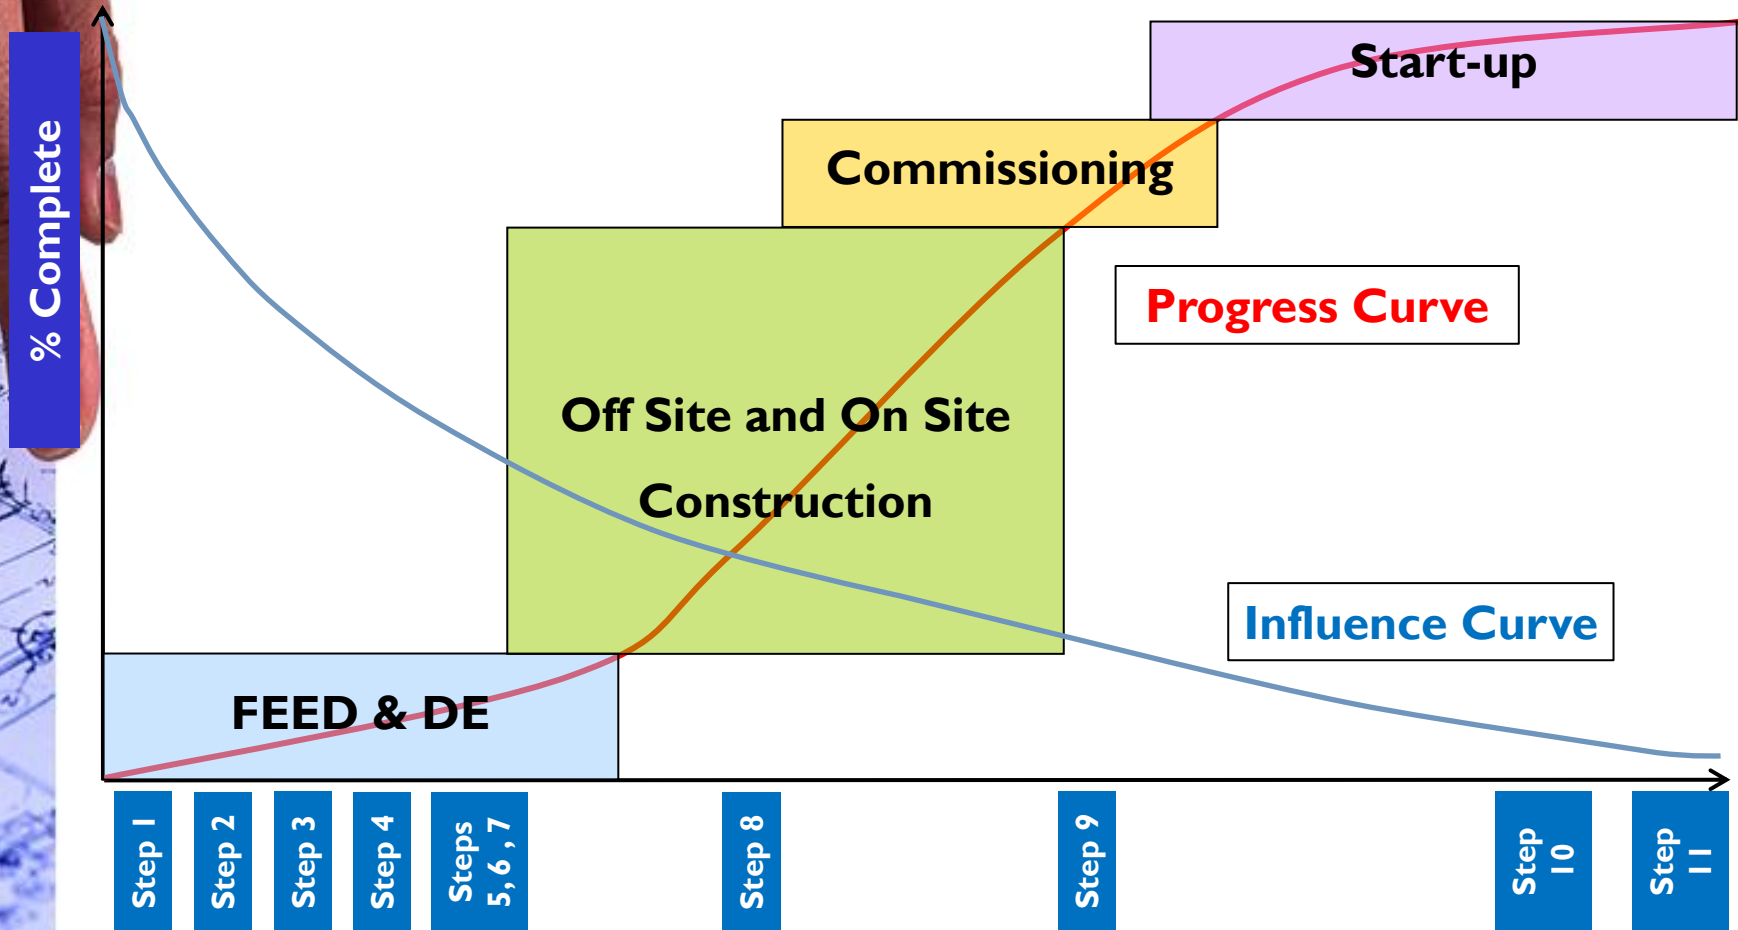 % Complete
Start-up
Commissioning
Progress Curve
Off Site and On Site
Construction
Influence Curve
FEED & DE
Step 1
Step 2
Step 3
Step 4
Steps
5, 6 , 7
Step 8
Step 9
Step
10
Step
11